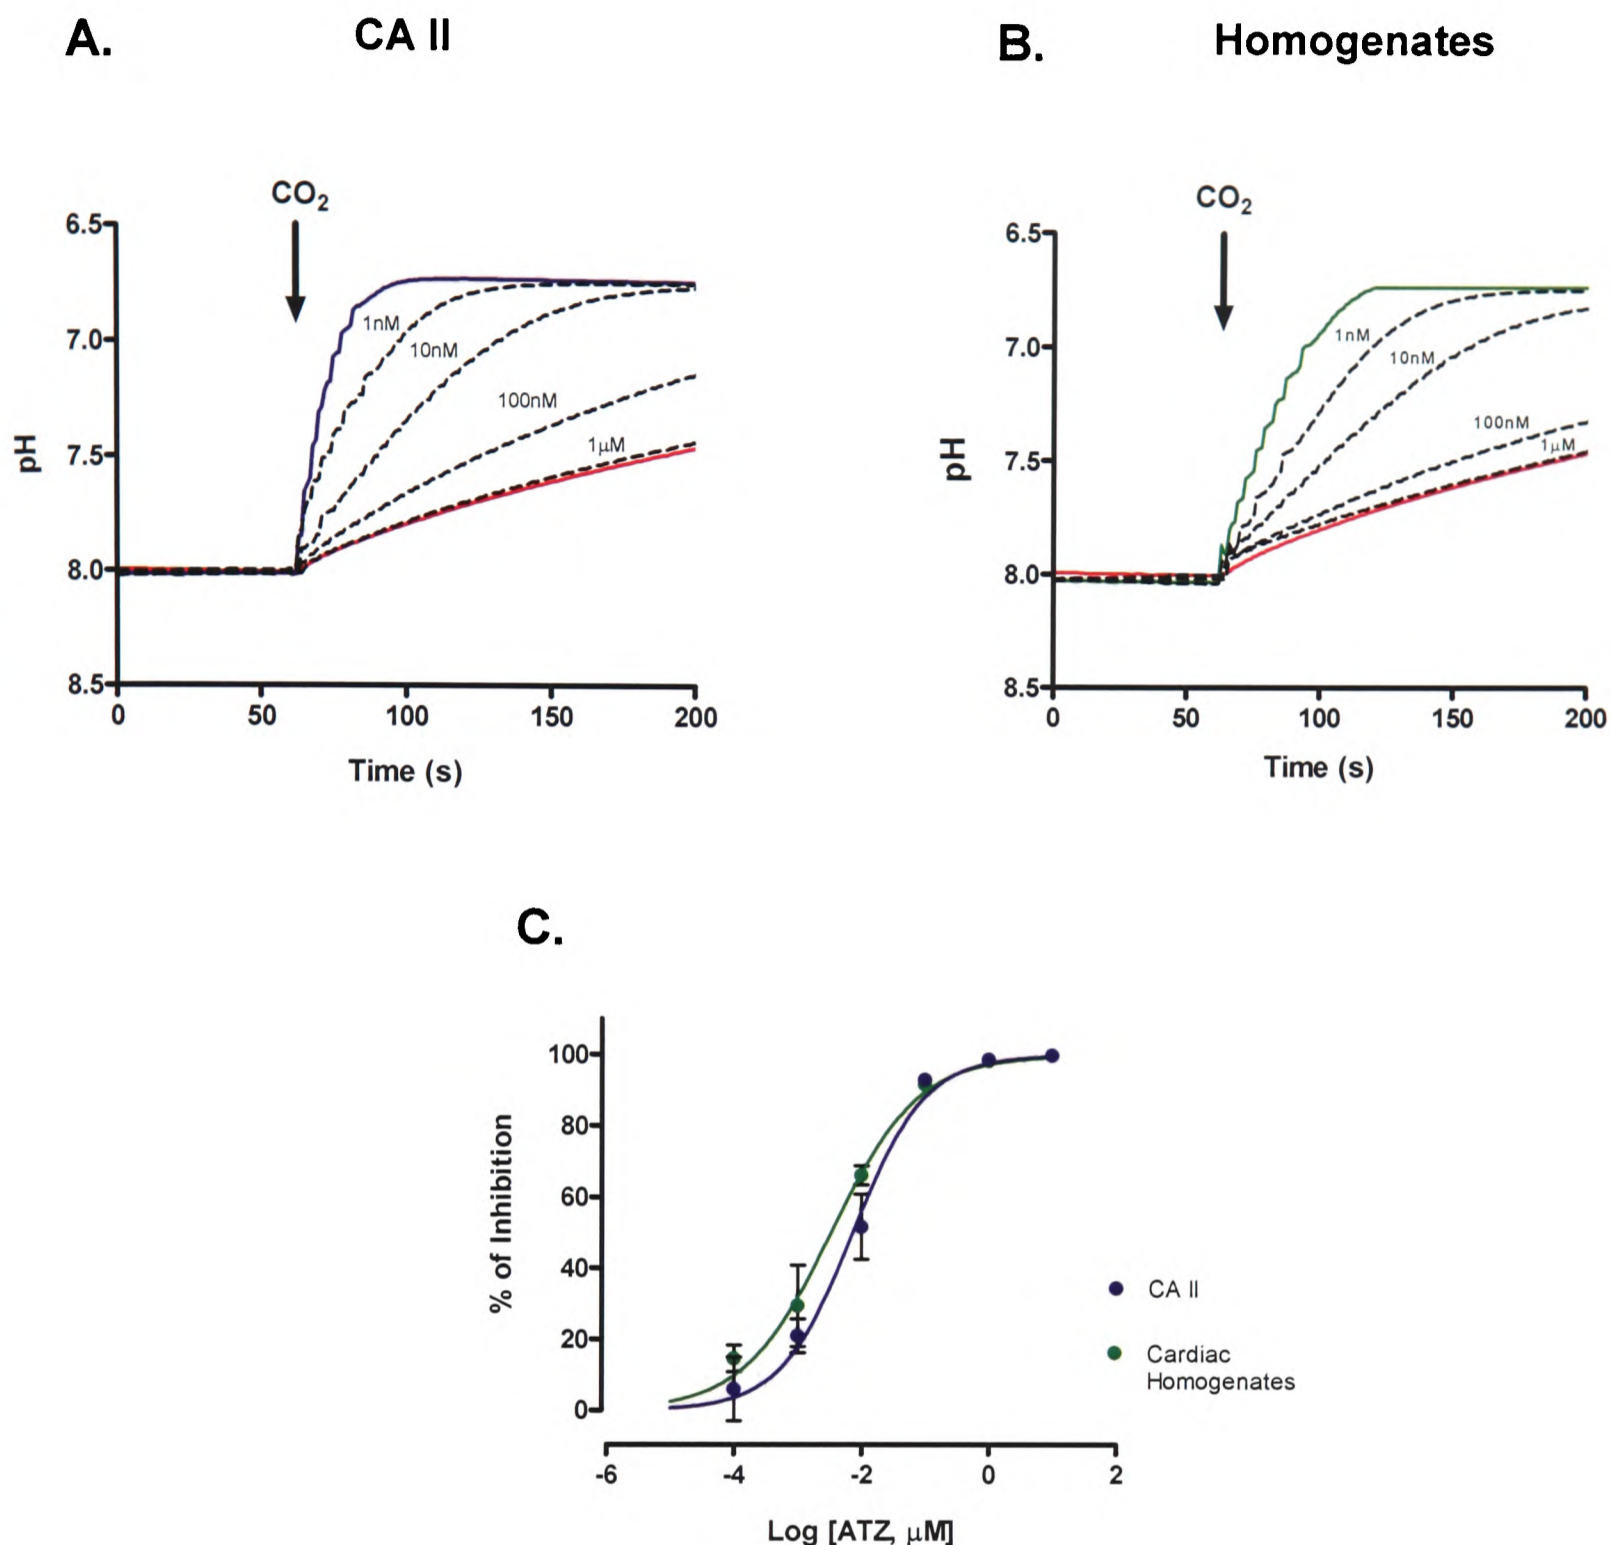 A.
CA II
B.
Homogenates
CO2
6.5
7.0
7.5
8.0
8.5
pH
1nM
10nM
100nM
1μM
0
50
100
150
200
Time (s)
CO2
6.5
7.0
7.5
8.0
8.5
pH
1nM
10nM
100nM
1μM
0
50
100
150
200
Time (s)
C.
100
80
60
40
20
0
% of Inhibition
-6
-4
-2
0
2
Log [ATZ, μM]
CA II
Cardiac
Homogenates